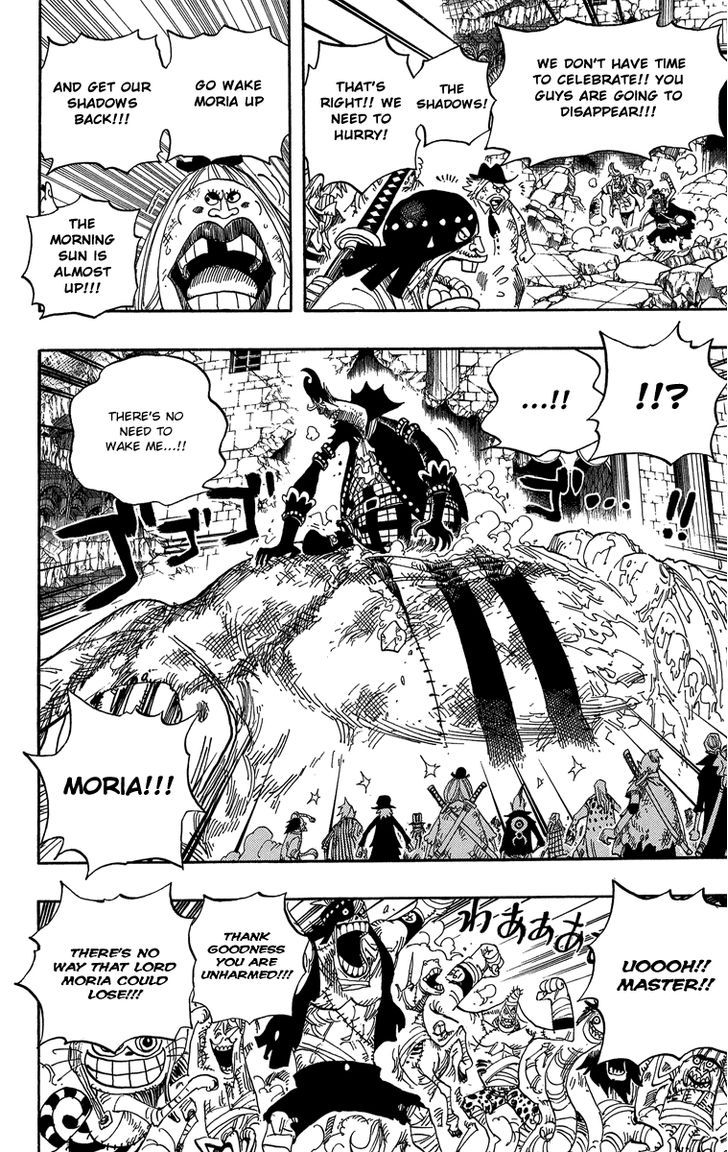 WE DON'T HAVE TIME
TO CELEBRATE!! YOU
GUYS ARE GOING TO
DISAPPEAR!!!
THE
SHADOWS!
THAT'S
RIGHT!! WE
NEED TO
HURRY!
GO WAKE
MORIA UP
AND GET OUR
SHADOWS
BACK!!!
THE
MORNING
SUN IS
ALMOST
UP!!!
!!?
...!!
THERE'S NO
NEED TO
WAKE ME...!!
ゴゴゴゴ
ゴ...!!
MORIA!!!
UOOOH!!
MASTER!!
わあああ
THANK
GOODNESS
YOU ARE
UNHARMED!!!
THERE'S NO
WAY THAT LORD
MORIA COULD
LOSE!!!